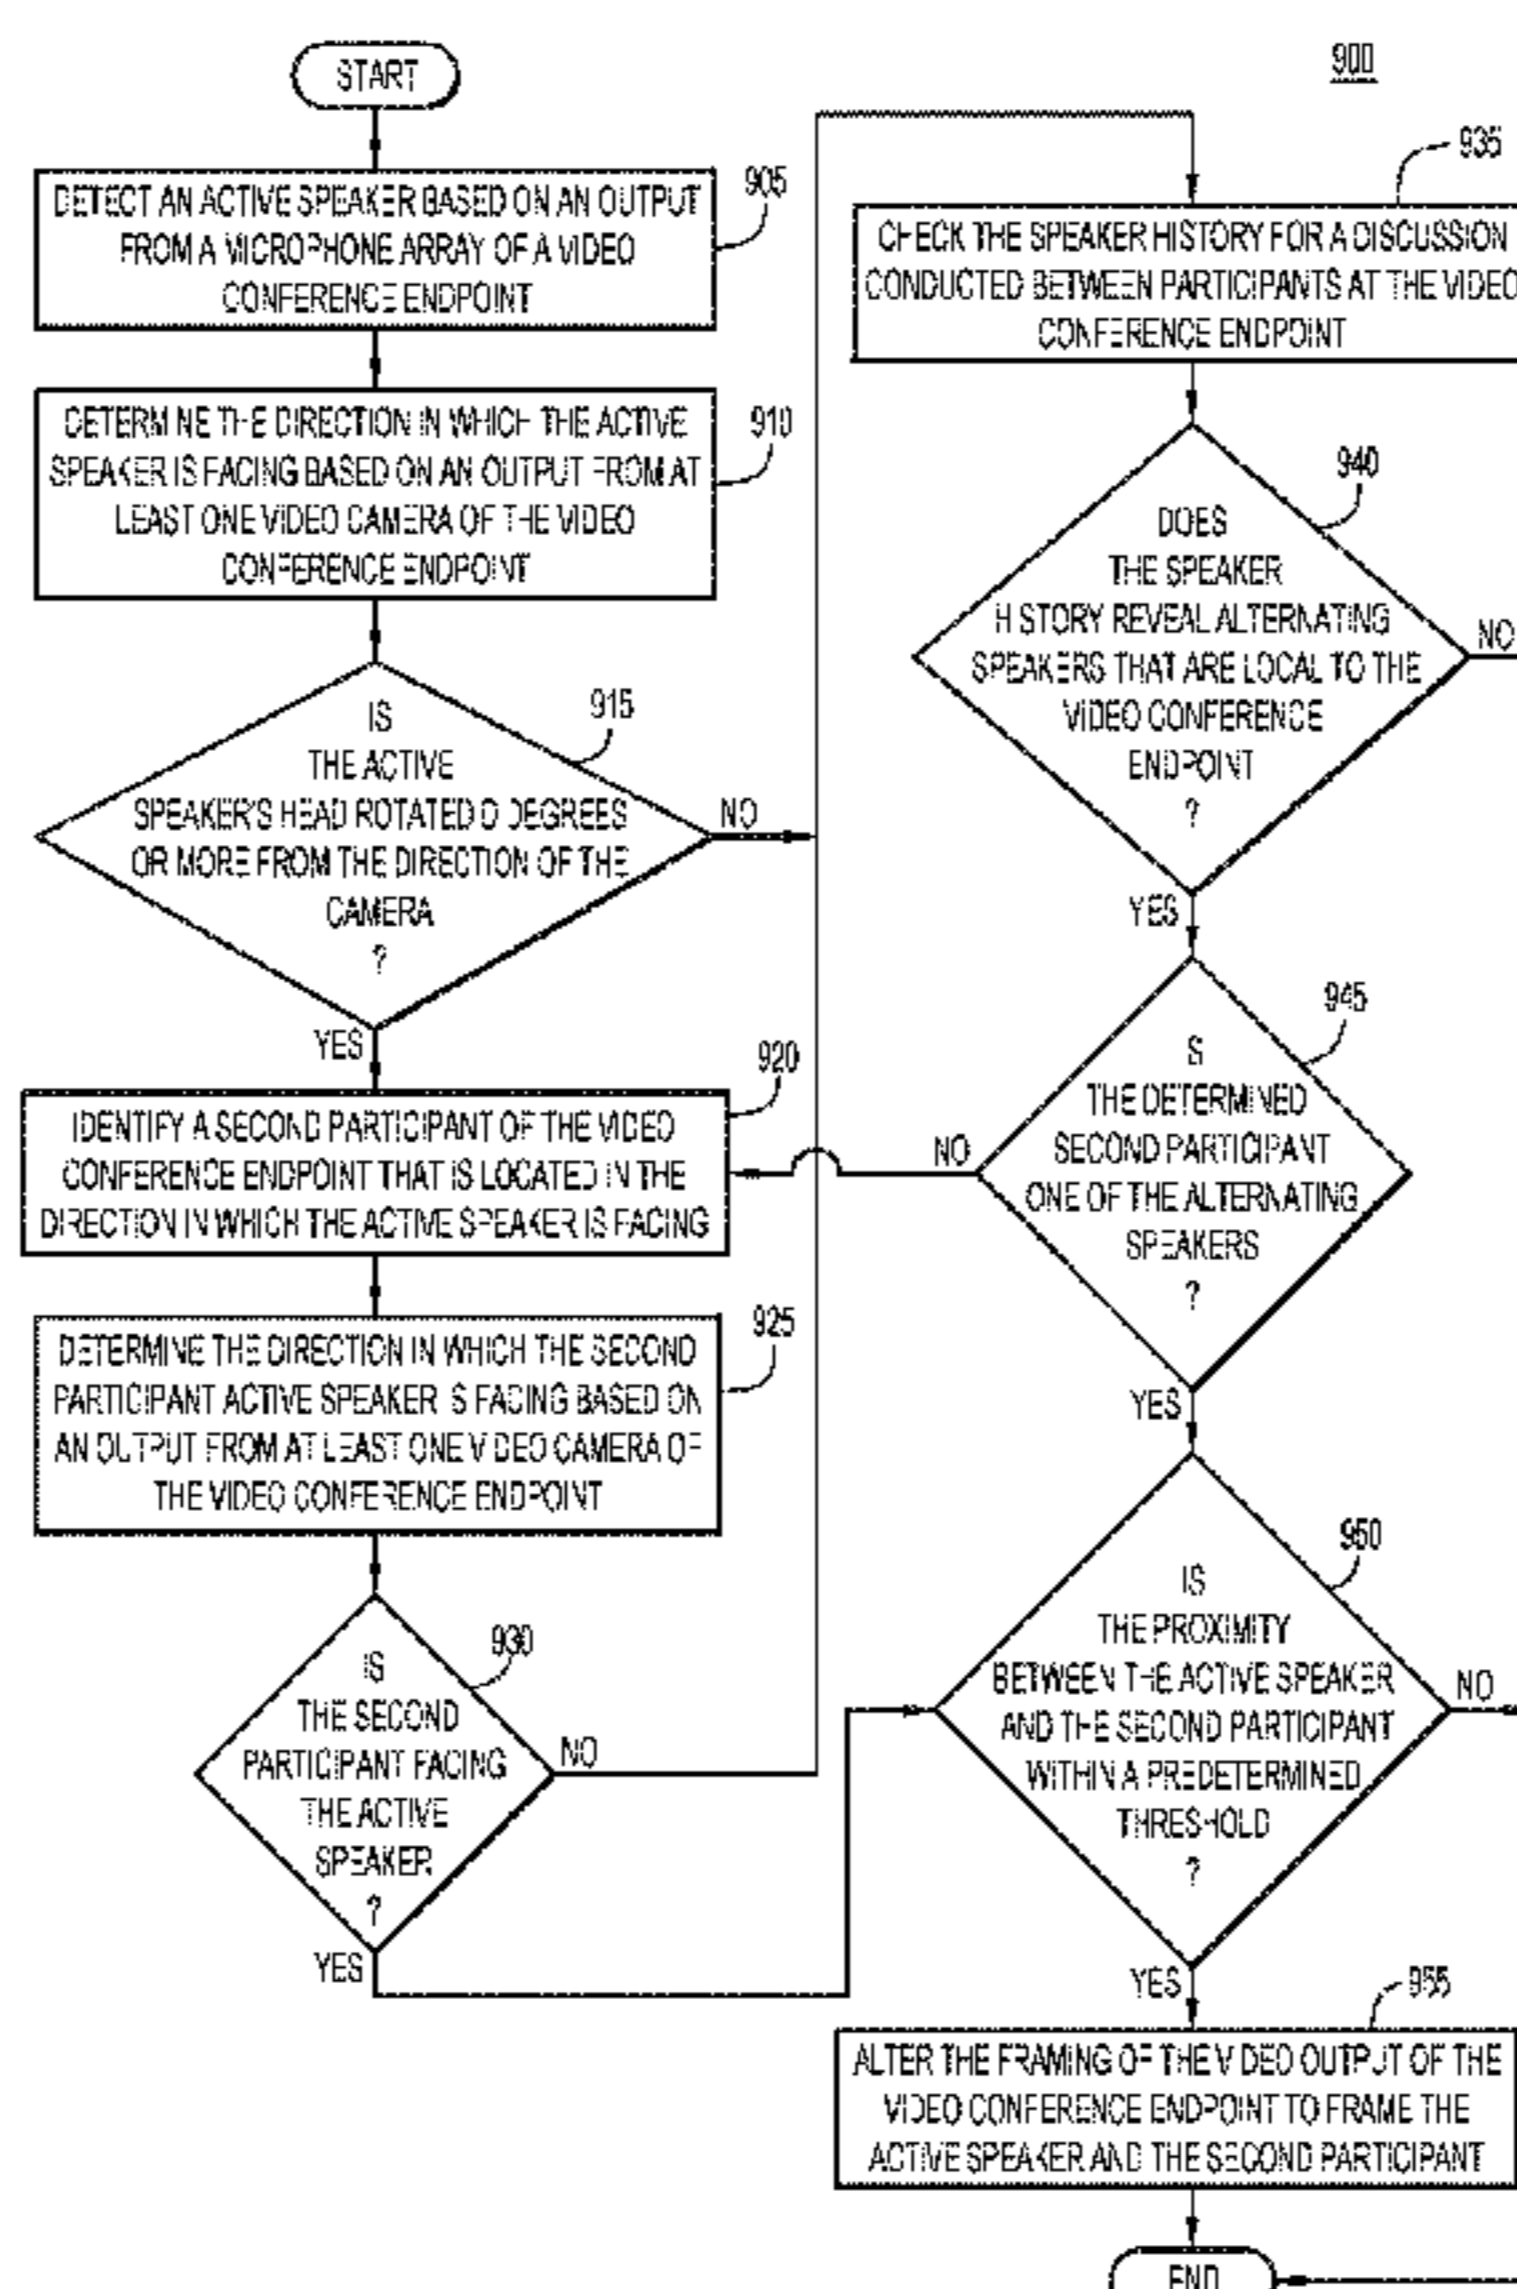 900
START
DETECT AN ACTIVE SPEAKER BASED ON AN OUTPUT
FROM A MICROPHONE ARRAY OF A VIDEO
CONFERENCE ENDPOINT
905
DETERMINE THE DIRECTION IN WHICH THE ACTIVE
SPEAKER IS FACING BASED ON AN OUTPUT FROM AT
LEAST ONE VIDEO CAMERA OF THE VIDEO
CONFERENCE ENDPOINT
910
IS
THE ACTIVE
SPEAKER'S HEAD ROTATED D DEGREES
OR MORE FROM THE DIRECTION OF THE
CAMERA
?
915
NO
YES
IDENTIFY A SECOND PARTICIPANT OF THE VIDEO
CONFERENCE ENDPOINT THAT IS LOCATED IN THE
DIRECTION IN WHICH THE ACTIVE SPEAKER IS FACING
920
DETERMINE THE DIRECTION IN WHICH THE SECOND
PARTICIPANT ACTIVE SPEAKER IS FACING BASED ON
AN OUTPUT FROM AT LEAST ONE VIDEO CAMERA OF
THE VIDEO CONFERENCE ENDPOINT
925
IS
THE SECOND
PARTICIPANT FACING
THE ACTIVE
SPEAKER
?
930
NO
YES
CHECK THE SPEAKER HISTORY FOR A DISCUSSION
CONDUCTED BETWEEN PARTICIPANTS AT THE VIDEO
CONFERENCE ENDPOINT
935
DOES
THE SPEAKER
HISTORY REVEAL ALTERNATING
SPEAKERS THAT ARE LOCAL TO THE
VIDEO CONFERENCE
ENDPOINT
?
940
NO
YES
IS
THE DETERMINED
SECOND PARTICIPANT
ONE OF THE ALTERNATING
SPEAKERS
?
945
NO
YES
IS
THE PROXIMITY
BETWEEN THE ACTIVE SPEAKER
AND THE SECOND PARTICIPANT
WITHIN A PREDETERMINED
THRESHOLD
?
950
NO
YES
ALTER THE FRAMING OF THE VIDEO OUTPUT OF THE
VIDEO CONFERENCE ENDPOINT TO FRAME THE
ACTIVE SPEAKER AND THE SECOND PARTICIPANT
955
END